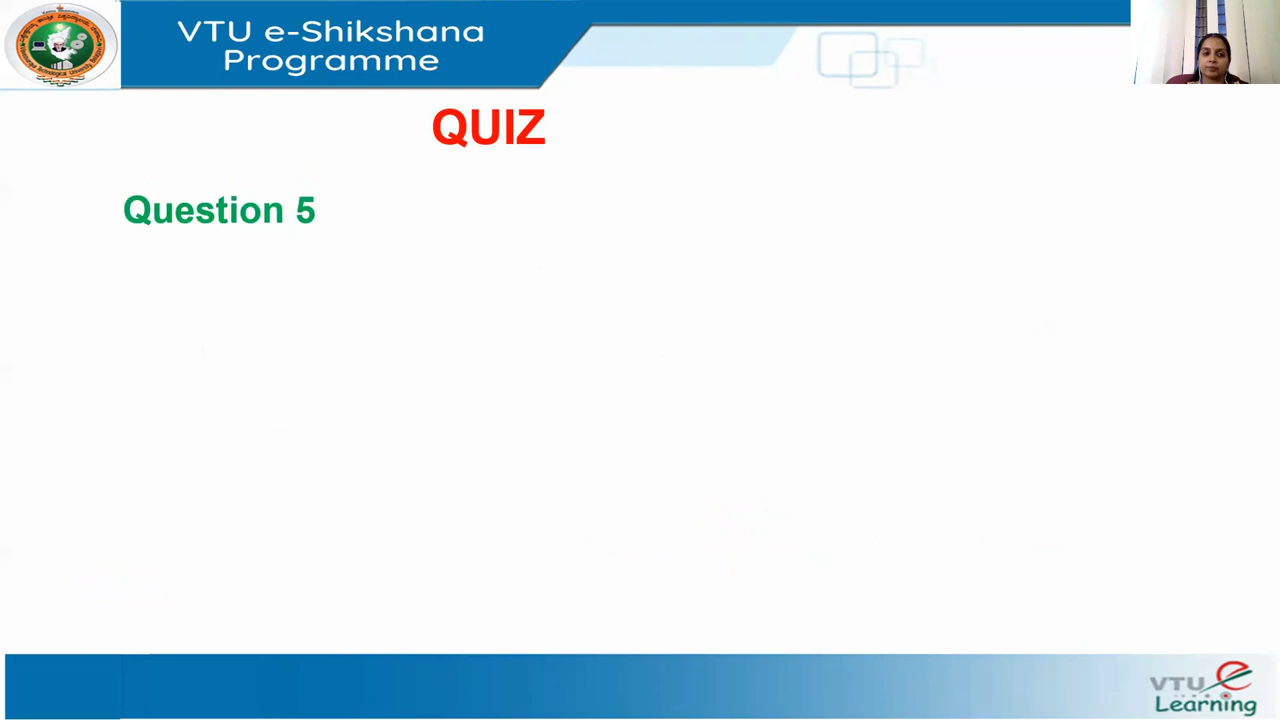 VTU e-Shikshana
Programme
QUIZ
Question 5
VTU e
Learning